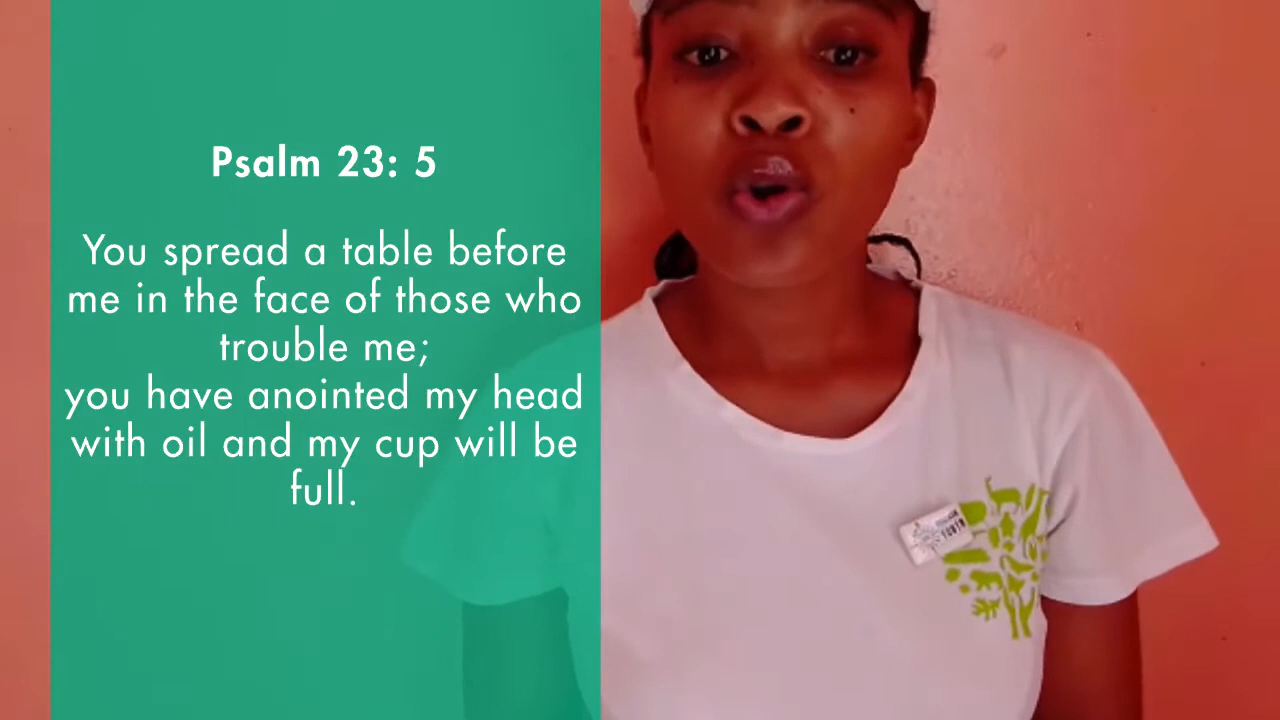 Psalm 23: 5
You spread a table before
me in the face of those who
trouble me;
you have anointed my head
with oil and my cup will be
full.
YOUTH